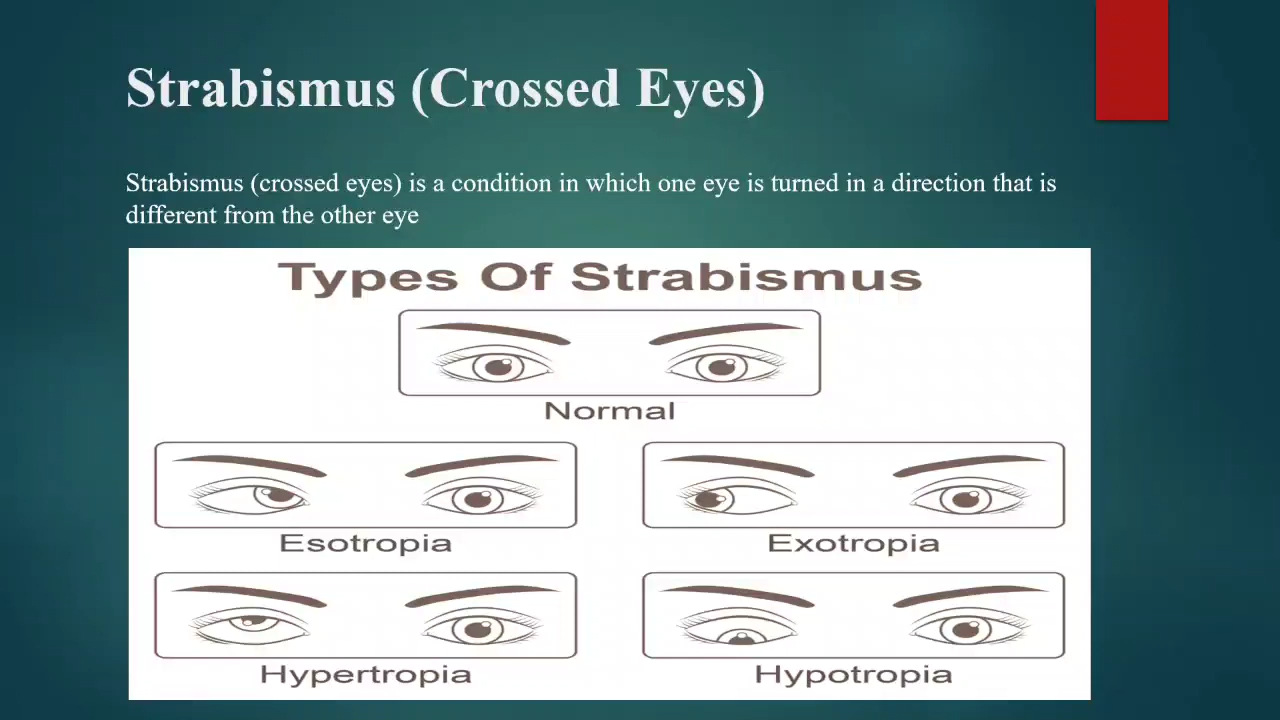 Strabismus (Crossed Eyes)
Strabismus (crossed eyes) is a condition in which one eye is turned in a direction that is
different from the other eye
Types Of Strabismus
Normal
Esotropia
Exotropia
Hypertropia
Hypotropia